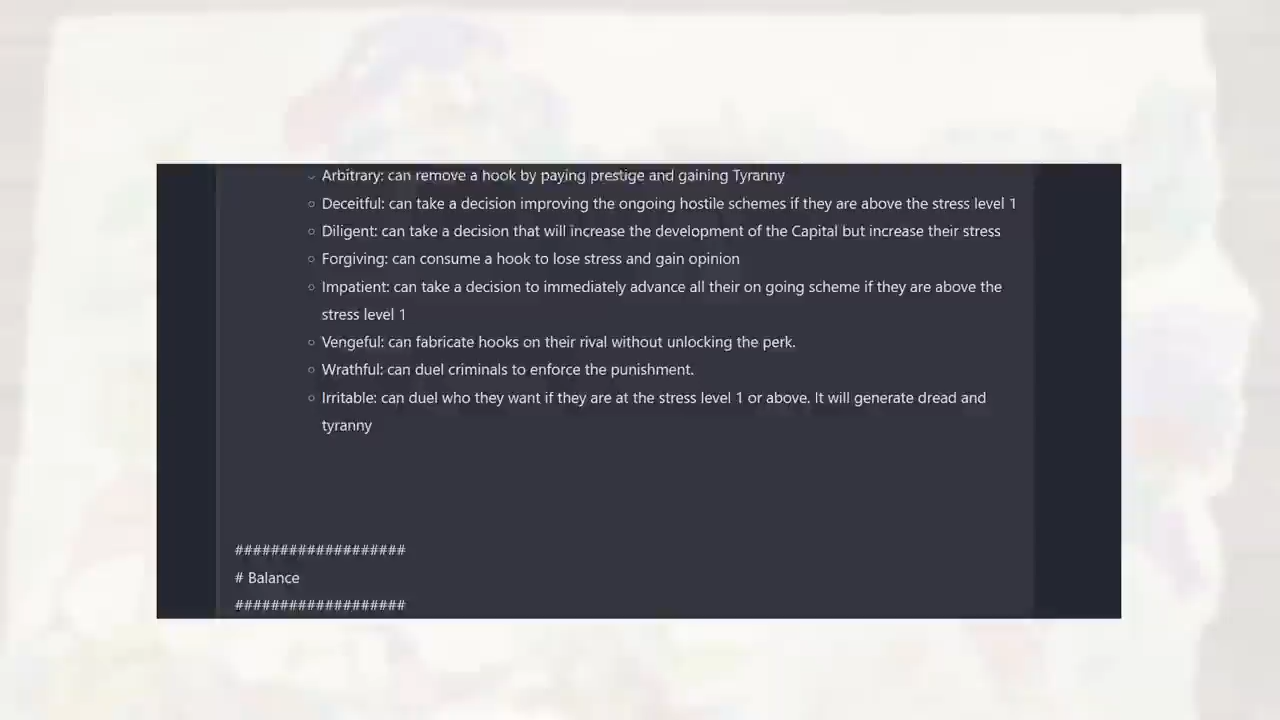 Arbitrary: can remove a hook by paying prestige and gaining Tyranny
Deceitful: can take a decision improving the ongoing hostile schemes if they are above the stress level 1
Diligent: can take a decision that will increase the development of the Capital but increase their stress
Forgiving: can consume a hook to lose stress and gain opinion
Impatient: can take a decision to immediately advance all their on going scheme if they are above the
stress level 1
Vengeful: can fabricate hooks on their rival without unlocking the perk.
Wrathful: can duel criminals to enforce the punishment.
Irritable: can duel who they want if they are at the stress level 1 or above. It will generate dread and
tyranny
###################
# Balance
###################